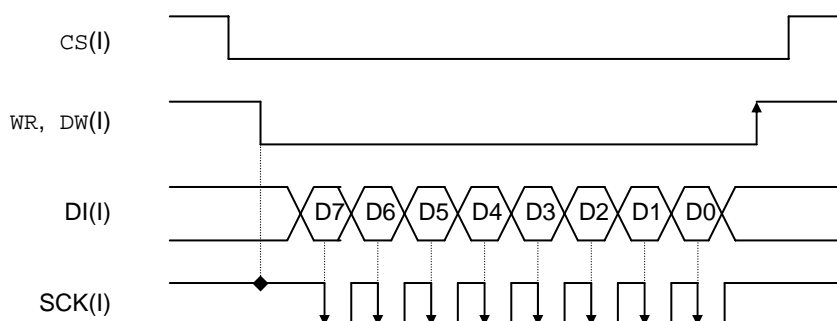 CS(I)
WR, DW(I)
DI(I) D7 D6 D5 D4 D3 D2 D1 D0
SCK(I)